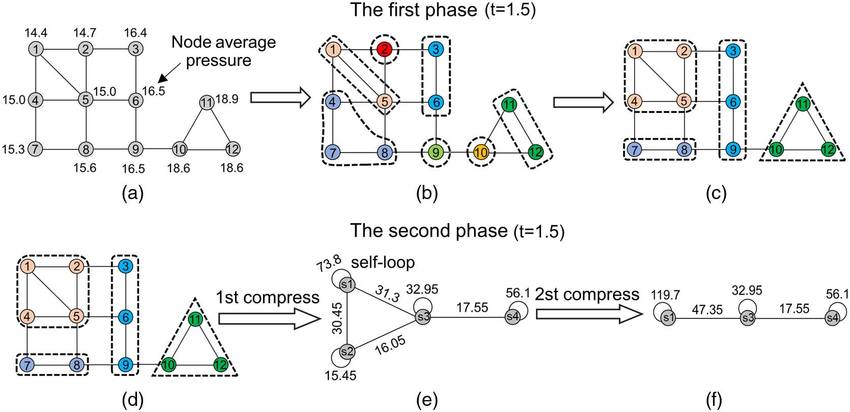 The first phase (t=1.5)
14.4 14.7 16.4
1 2 3
Node average
pressure
15.0 4 5 15.0 6 16.5
11 18.9
15.3 7 8 9 10 12
15.6 16.5 18.6 18.6
(a)
1 2 3
4 5 6 11
7 8 9 10 12
(b)
1 2 3
4 5 6 11
7 8 9 10 12
(c)
The second phase (t=1.5)
1 2 3
4 5 6 11
7 8 9 10 12
(d)
1st compress
73.8 self-loop
s1
31.3 32.95 56.1
30.45 s3 17.55 s4
16.05
s2
15.45
(e)
2st compress
119.7 32.95 56.1
47.35 17.55
s1 s3 s4
(f)